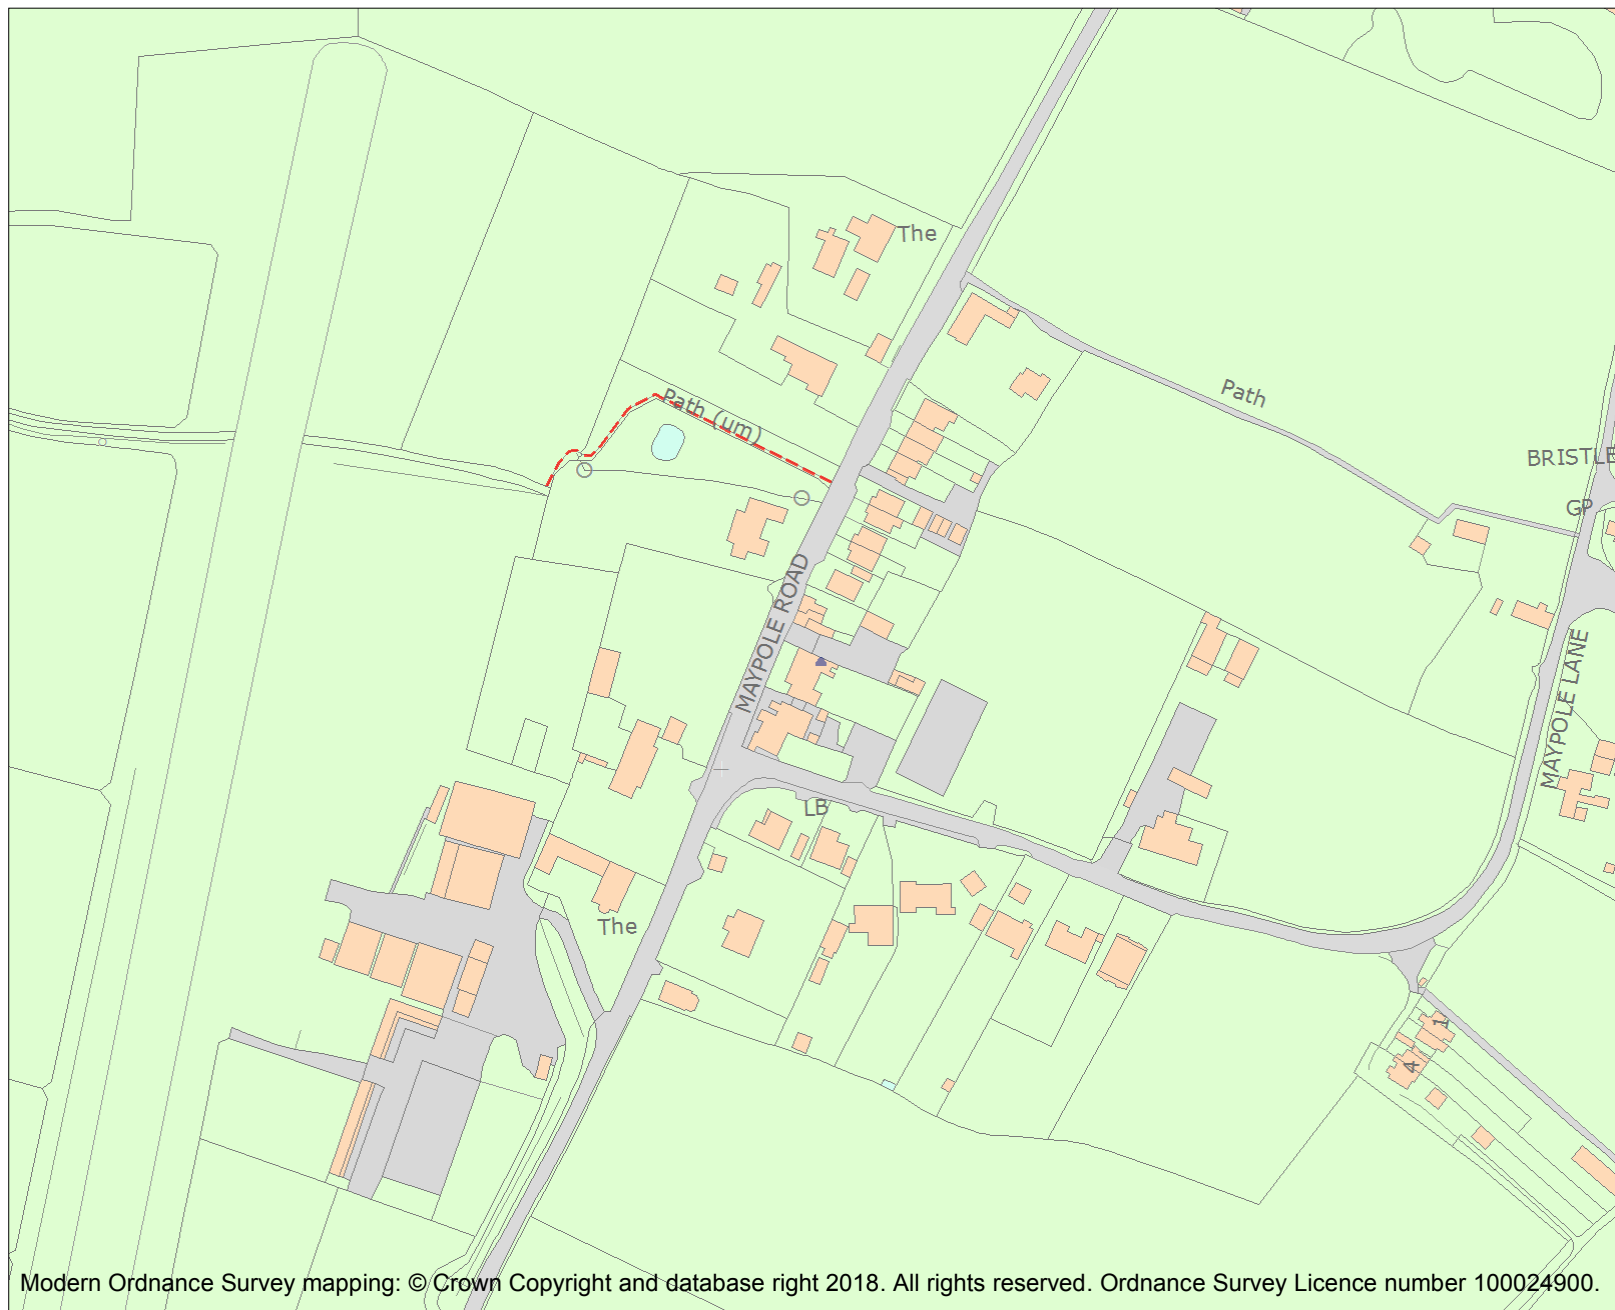 The
Path (um)
Path
BRISTLE
GP
MAYPOLE ROAD
MAYPOLE LANE
LB
The
1
4
Modern Ordnance Survey mapping: © Crown Copyright and database right 2018. All rights reserved. Ordnance Survey Licence number 100024900.